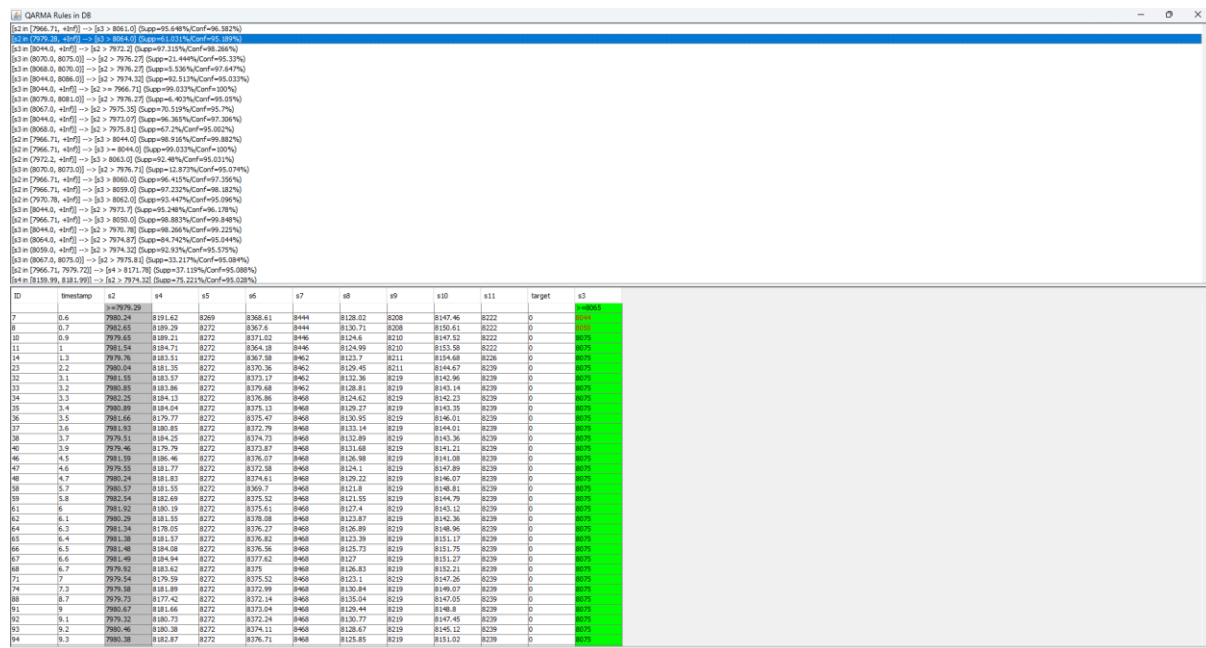 QARMA Rules in DB
[s2 in [7966.71, +Inf)] --> [s3 > 8061.0] (Supp=95.648%/Conf=96.582%)
[s2 in (7979.28, +Inf)] --> [s3 > 8064.0] (Supp=61.031%/Conf=95.189%)
[s3 in [8044.0, +Inf)] --> [s2 > 7972.2] (Supp=97.315%/Conf=98.266%)
[s3 in (8070.0, 8075.0)] --> [s2 > 7976.27] (Supp=21.444%/Conf=95.33%)
[s3 in (8068.0, 8070.0)] --> [s2 > 7976.27] (Supp=5.536%/Conf=97.647%)
[s3 in [8044.0, 8086.0)] --> [s2 > 7974.32] (Supp=92.513%/Conf=95.033%)
[s3 in [8044.0, +Inf)] --> [s2 >= 7966.71] (Supp=99.033%/Conf=100%)
[s3 in (8079.0, 8081.0)] --> [s2 > 7976.27] (Supp=6.403%/Conf=95.05%)
[s3 in (8067.0, +Inf)] --> [s2 > 7975.35] (Supp=70.519%/Conf=95.7%)
[s3 in [8044.0, +Inf)] --> [s2 > 7973.07] (Supp=96.365%/Conf=97.306%)
[s3 in (8068.0, +Inf)] --> [s2 > 7975.81] (Supp=67.2%/Conf=95.002%)
[s2 in [7966.71, +Inf)] --> [s3 > 8044.0] (Supp=98.916%/Conf=99.882%)
[s2 in [7966.71, +Inf)] --> [s3 >= 8044.0] (Supp=99.033%/Conf=100%)
[s2 in (7972.2, +Inf)] --> [s3 > 8063.0] (Supp=92.48%/Conf=95.031%)
[s3 in (8070.0, 8073.0)] --> [s2 > 7976.71] (Supp=12.873%/Conf=95.074%)
[s2 in [7966.71, +Inf)] --> [s3 > 8060.0] (Supp=96.415%/Conf=97.356%)
[s2 in [7966.71, +Inf)] --> [s3 > 8059.0] (Supp=97.232%/Conf=98.182%)
[s2 in (7970.78, +Inf)] --> [s3 > 8062.0] (Supp=93.447%/Conf=95.096%)
[s3 in [8044.0, +Inf)] --> [s2 > 7973.7] (Supp=95.248%/Conf=96.178%)
[s2 in [7966.71, +Inf)] --> [s3 > 8050.0] (Supp=98.883%/Conf=99.848%)
[s3 in [8044.0, +Inf)] --> [s2 > 7970.78] (Supp=98.266%/Conf=99.225%)
[s3 in (8064.0, +Inf)] --> [s2 > 7974.87] (Supp=84.742%/Conf=95.044%)
[s3 in (8059.0, +Inf)] --> [s2 > 7974.32] (Supp=92.93%/Conf=95.575%)
[s3 in (8067.0, 8075.0)] --> [s2 > 7975.81] (Supp=33.217%/Conf=95.084%)
[s2 in [7966.71, 7979.72)] --> [s4 > 8171.78] (Supp=37.119%/Conf=95.088%)
[s4 in [8159.99, 8181.99)] --> [s2 > 7974.32] (Supp=75.221%/Conf=95.028%)
ID timestamp s2 s4 s5 s6 s7 s8 s9 s10 s11 target s3
>=7979.29 >=8065
7 0.6 7980.24 8191.62 8269 8368.61 8444 8128.02 8208 8147.46 8222 0 8044
8 0.7 7982.65 8189.29 8272 8367.6 8444 8130.71 8208 8150.61 8222 0
10 0.9 7979.65 8189.21 8272 8371.02 8446 8124.6 8210 8147.52 8222 0 8075
11 1 7981.54 8184.71 8272 8364.18 8446 8124.99 8210 8153.58 8222 0 8075
14 1.3 7979.76 8183.51 8272 8367.58 8462 8123.7 8211 8154.68 8226 0 8075
23 2.2 7980.04 8181.35 8272 8370.36 8462 8129.45 8211 8144.67 8239 0 8075
32 3.1 7981.55 8183.57 8272 8373.17 8462 8132.36 8219 8142.96 8239 0 8075
33 3.2 7980.85 8183.86 8272 8379.68 8462 8128.81 8219 8143.14 8239 0 8075
34 3.3 7982.25 8184.13 8272 8376.86 8468 8124.62 8219 8142.23 8239 0 8075
35 3.4 7980.89 8184.04 8272 8375.13 8468 8129.27 8219 8143.35 8239 0 8075
36 3.5 7981.66 8179.77 8272 8375.47 8468 8130.95 8219 8146.01 8239 0 8075
37 3.6 7981.93 8180.85 8272 8372.79 8468 8133.14 8219 8144.01 8239 0 8075
38 3.7 7979.51 8184.25 8272 8374.73 8468 8132.89 8219 8143.36 8239 0 8075
40 3.9 7979.46 8179.79 8272 8373.87 8468 8131.68 8219 8141.21 8239 0 8075
46 4.5 7981.59 8186.46 8272 8376.07 8468 8126.98 8219 8141.08 8239 0 8075
47 4.6 7979.55 8181.77 8272 8372.58 8468 8124.1 8219 8147.89 8239 0 8075
48 4.7 7980.24 8181.83 8272 8374.61 8468 8129.22 8219 8146.07 8239 0 8075
58 5.7 7980.57 8181.55 8272 8369.7 8468 8121.8 8219 8148.81 8239 0 8075
59 5.8 7982.54 8182.69 8272 8375.52 8468 8121.55 8219 8144.79 8239 0 8075
61 6 7981.92 8180.19 8272 8375.61 8468 8127.4 8219 8143.12 8239 0 8075
62 6.1 7980.29 8181.55 8272 8378.08 8468 8123.87 8219 8142.36 8239 0 8075
64 6.3 7981.34 8178.05 8272 8376.27 8468 8126.89 8219 8148.96 8239 0 8075
65 6.4 7981.38 8181.57 8272 8376.82 8468 8123.39 8219 8151.17 8239 0 8075
66 6.5 7981.48 8184.08 8272 8376.56 8468 8125.73 8219 8151.75 8239 0 8075
67 6.6 7981.49 8184.94 8272 8377.62 8468 8127 8219 8151.27 8239 0 8075
68 6.7 7979.92 8183.62 8272 8375 8468 8126.83 8219 8152.21 8239 0 8075
71 7 7979.54 8179.59 8272 8375.52 8468 8123.1 8219 8147.26 8239 0 8075
74 7.3 7979.58 8181.89 8272 8372.99 8468 8130.84 8219 8149.07 8239 0 8075
88 8.7 7979.73 8177.42 8272 8372.14 8468 8135.04 8219 8147.05 8239 0 8075
91 9 7980.67 8181.66 8272 8373.04 8468 8129.44 8219 8148.8 8239 0 8075
92 9.1 7979.32 8180.73 8272 8372.24 8468 8130.77 8219 8147.45 8239 0 8075
93 9.2 7980.46 8180.38 8272 8374.11 8468 8128.67 8219 8145.12 8239 0 8075
94 9.3 7980.38 8182.87 8272 8376.71 8468 8125.85 8219 8151.02 8239 0 8075